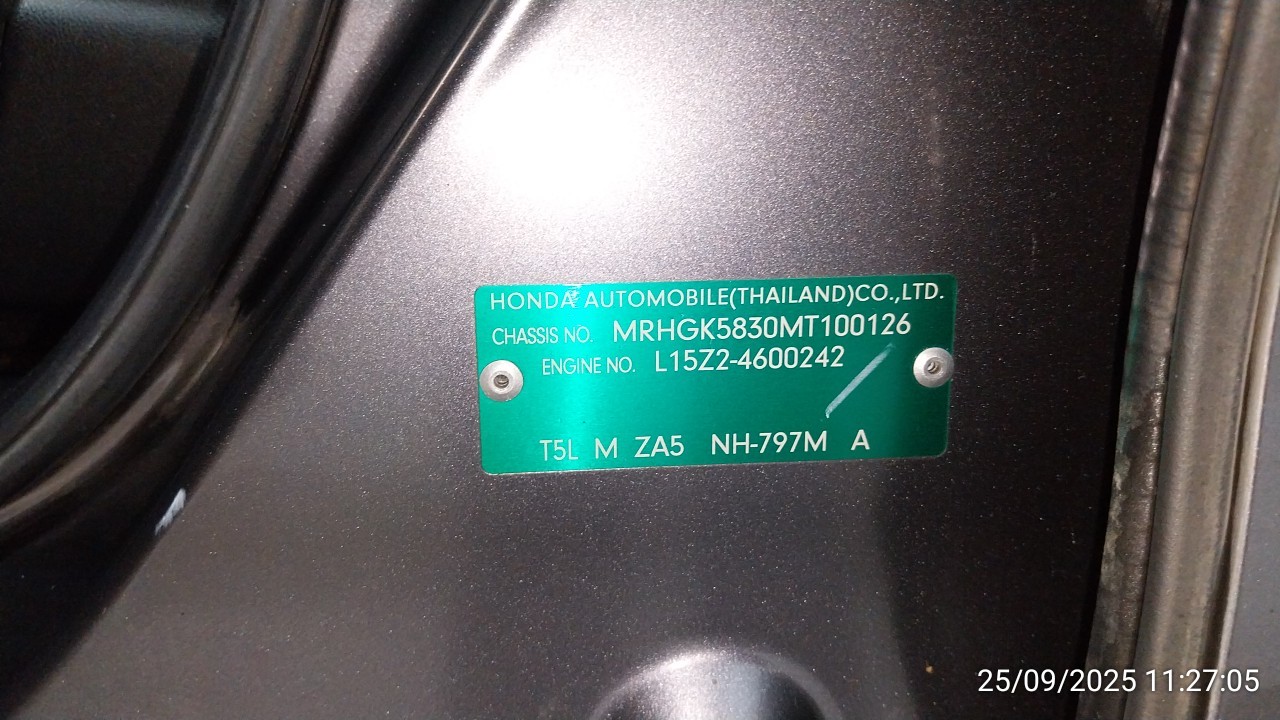 HONDA AUTOMOBILE(THAILAND)CO.,LTD.
CHASSIS NO. MRHGK5830MT100126
ENGINE NO. L15Z2-4600242
T5L M ZA5 NH-797M A
25/09/2025 11:27:05